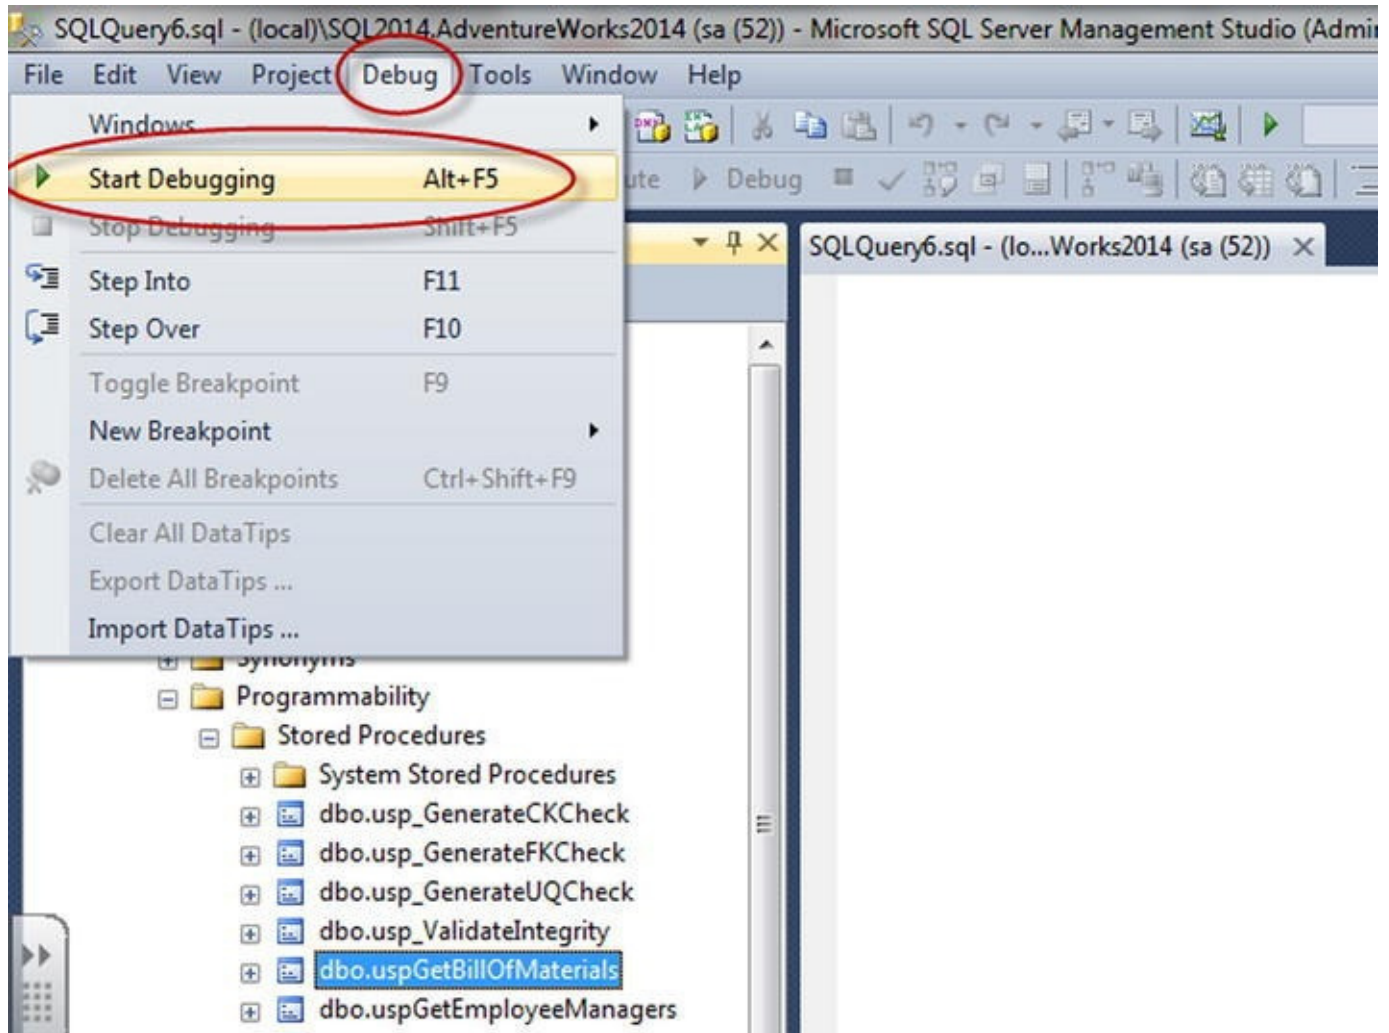 SQLQuery6.sql - (local)\SQL2014.AdventureWorks2014 (sa (52)) - Microsoft SQL Server Management Studio (Admi
File Edit View Project Debug Tools Window Help
Windows
Start Debugging Alt+F5
ute Debug
Stop Debugging Shift+F5
SQLQuery6.sql - (lo...Works2014 (sa (52))
Step Into F11
Step Over F10
Toggle Breakpoint F9
New Breakpoint
Delete All Breakpoints Ctrl+Shift+F9
Clear All DataTips
Export DataTips ...
Import DataTips ...
Synonyms
Programmability
Stored Procedures
System Stored Procedures
dbo.usp_GenerateCKCheck
dbo.usp_GenerateFKCheck
dbo.usp_GenerateUQCheck
dbo.usp_ValidateIntegrity
dbo.uspGetBillOfMaterials
dbo.uspGetEmployeeManagers